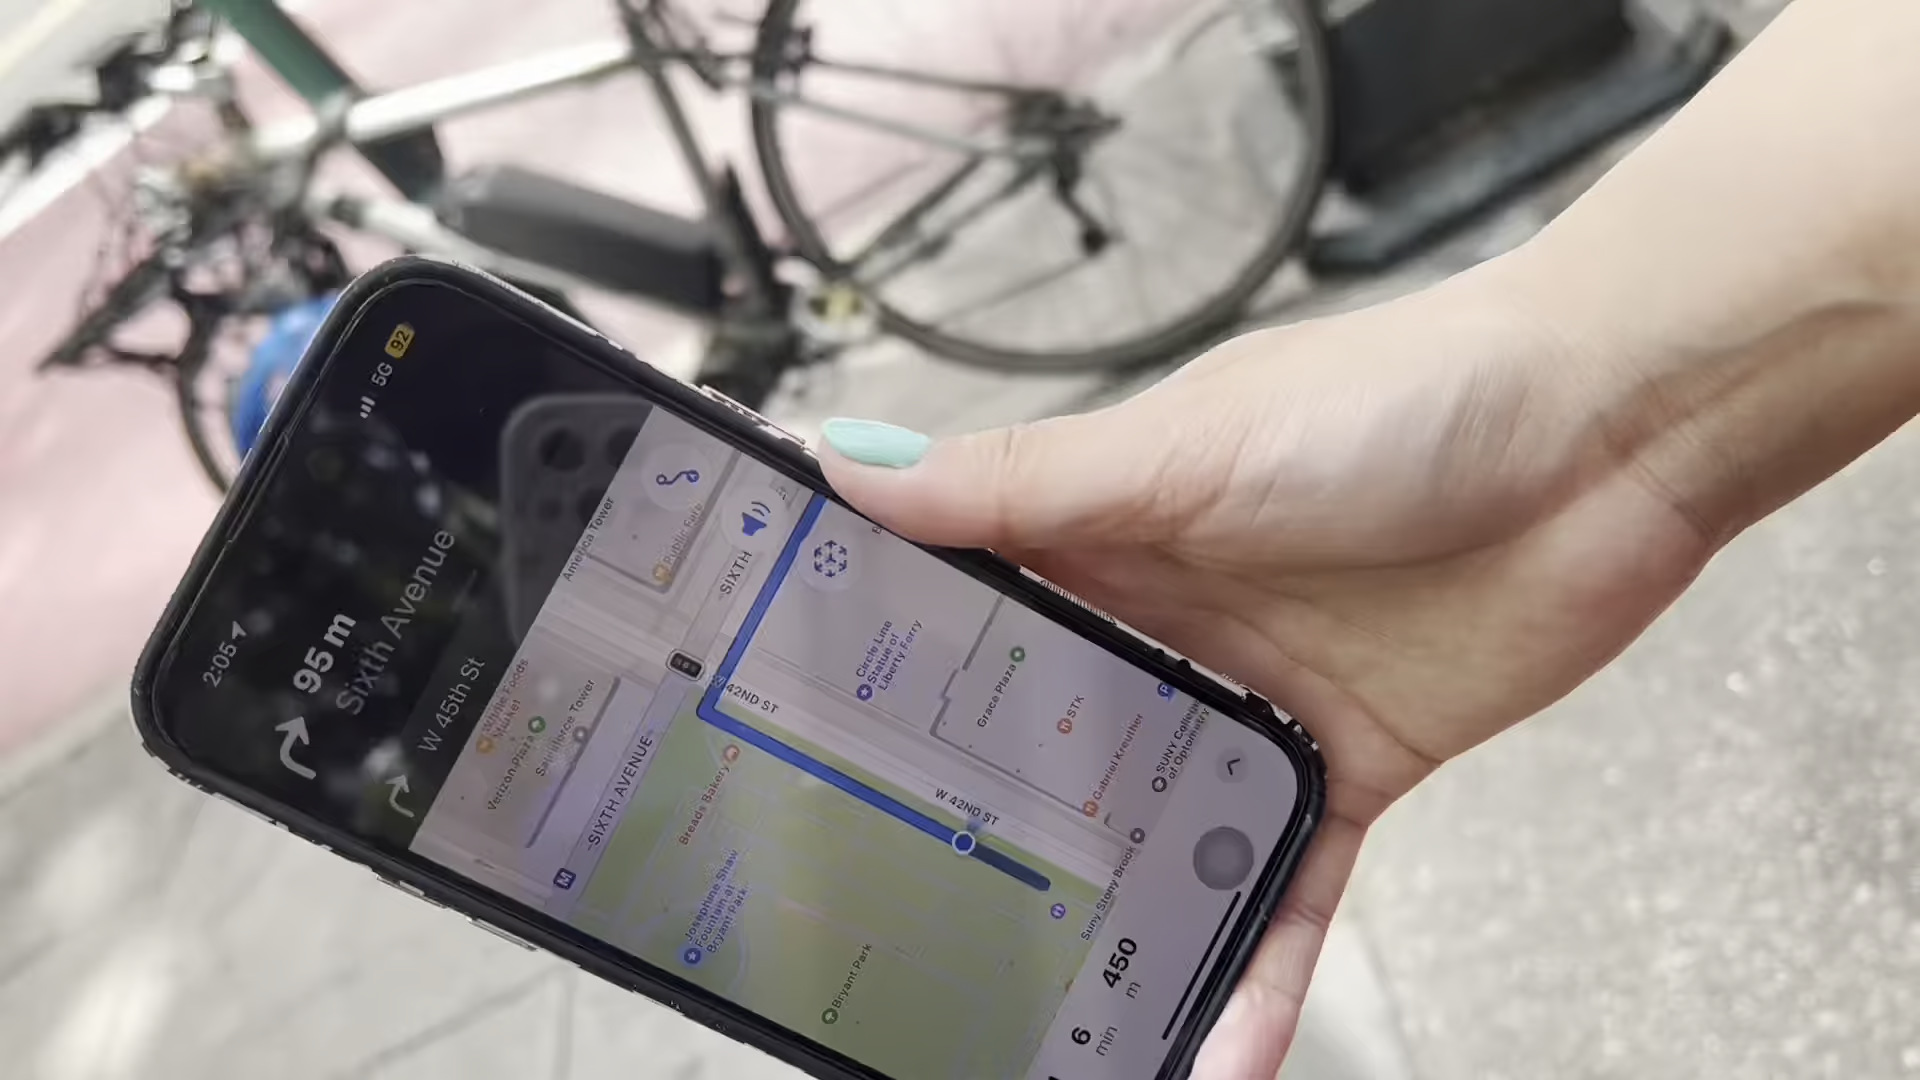 2:05
5G 92
95 m
Sixth Avenue
W 45th St
America Tower
Public Fare
SIXTH
Whole Foods
Market
Verizon Plaza
Salesforce Tower
SIXTH AVENUE
M
W 42ND ST
Circle Line
Statue of
Liberty Ferry
Grace Plaza
STK
Gabriel Kreuther
P
SUNY College
of Optometry
Breads Bakery
W 42ND ST
Josephine Shaw
Fountain at
Bryant Park
Bryant Park
Suny Stony Brook
6
min
450
m